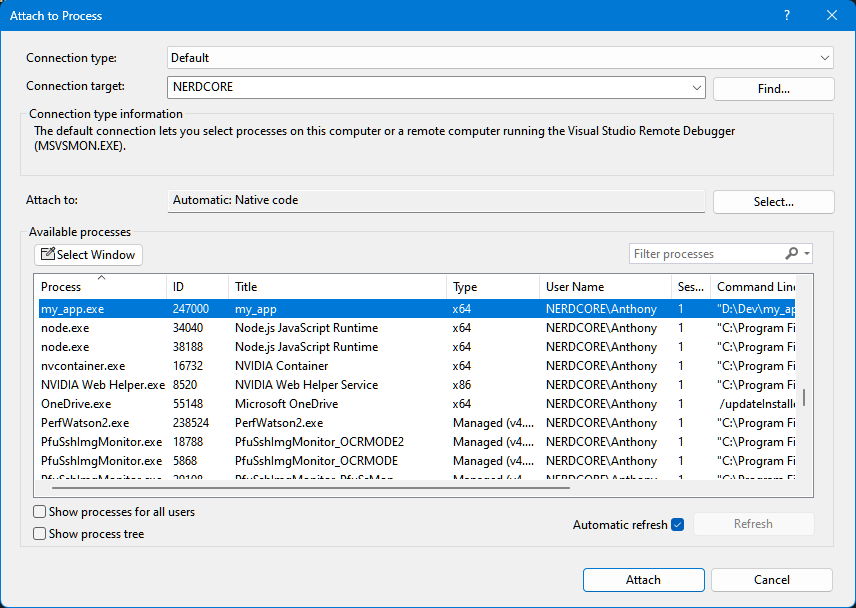 Attach to Process
Connection type: Default
Connection target: NERDCORE Find...
Connection type information
The default connection lets you select processes on this computer or a remote computer running the Visual Studio Remote Debugger
(MSVSMON.EXE).
Attach to: Automatic: Native code Select...
Available processes
Select Window Filter processes
Process ID Title Type User Name Ses... Command Line
my_app.exe 247000 my_app x64 NERDCORE\Anthony 1 "D:\Dev\my_ap
node.exe 34040 Node.js JavaScript Runtime x64 NERDCORE\Anthony 1 "C:\Program Fi
node.exe 38188 Node.js JavaScript Runtime x64 NERDCORE\Anthony 1 "C:\Program Fi
nvcontainer.exe 16732 NVIDIA Container x64 NERDCORE\Anthony 1 "C:\Program Fi
NVIDIA Web Helper.exe 8520 NVIDIA Web Helper Service x86 NERDCORE\Anthony 1 "C:\Program Fi
OneDrive.exe 55148 Microsoft OneDrive x64 NERDCORE\Anthony 1 /updateInstalle
PerfWatson2.exe 238524 PerfWatson2.exe Managed (v4.... NERDCORE\Anthony 1 "C:\Program Fi
PfuSshImgMonitor.exe 18788 PfuSshImgMonitor_OCRMODE2 Managed (v4.... NERDCORE\Anthony 1 "C:\Program Fi
PfuSshImgMonitor.exe 5868 PfuSshImgMonitor_OCRMODE Managed (v4.... NERDCORE\Anthony 1 "C:\Program Fi
PfuSshImgMonitor.exe Managed (v4.... NERDCORE\Anthony 1 "C:\Program Fi
Show processes for all users
Automatic refresh Refresh
Show process tree
Attach Cancel